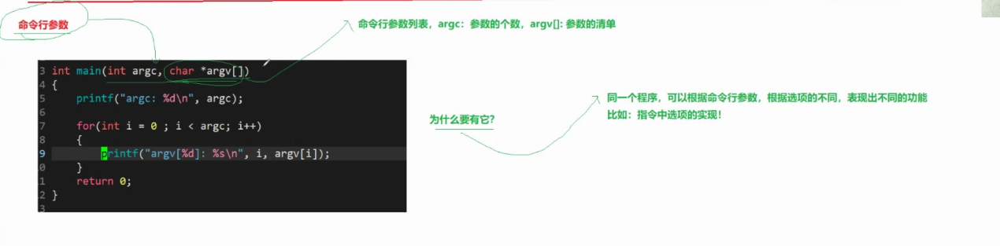 命令行参数
命令行参数列表，argc：参数的个数，argv[]: 参数的清单
3 int main(int argc, char *argv[])
4 {
5     printf("argc: %d\n", argc);
6
7     for(int i = 0 ; i < argc; i++)
8     {
9         printf("argv[%d]: %s\n", i, argv[i]);
0     }
1     return 0;
2 }
3
为什么要有它?
同一个程序，可以根据命令行参数，根据选项的不同，表现出不同的功能
比如：指令中选项的实现！